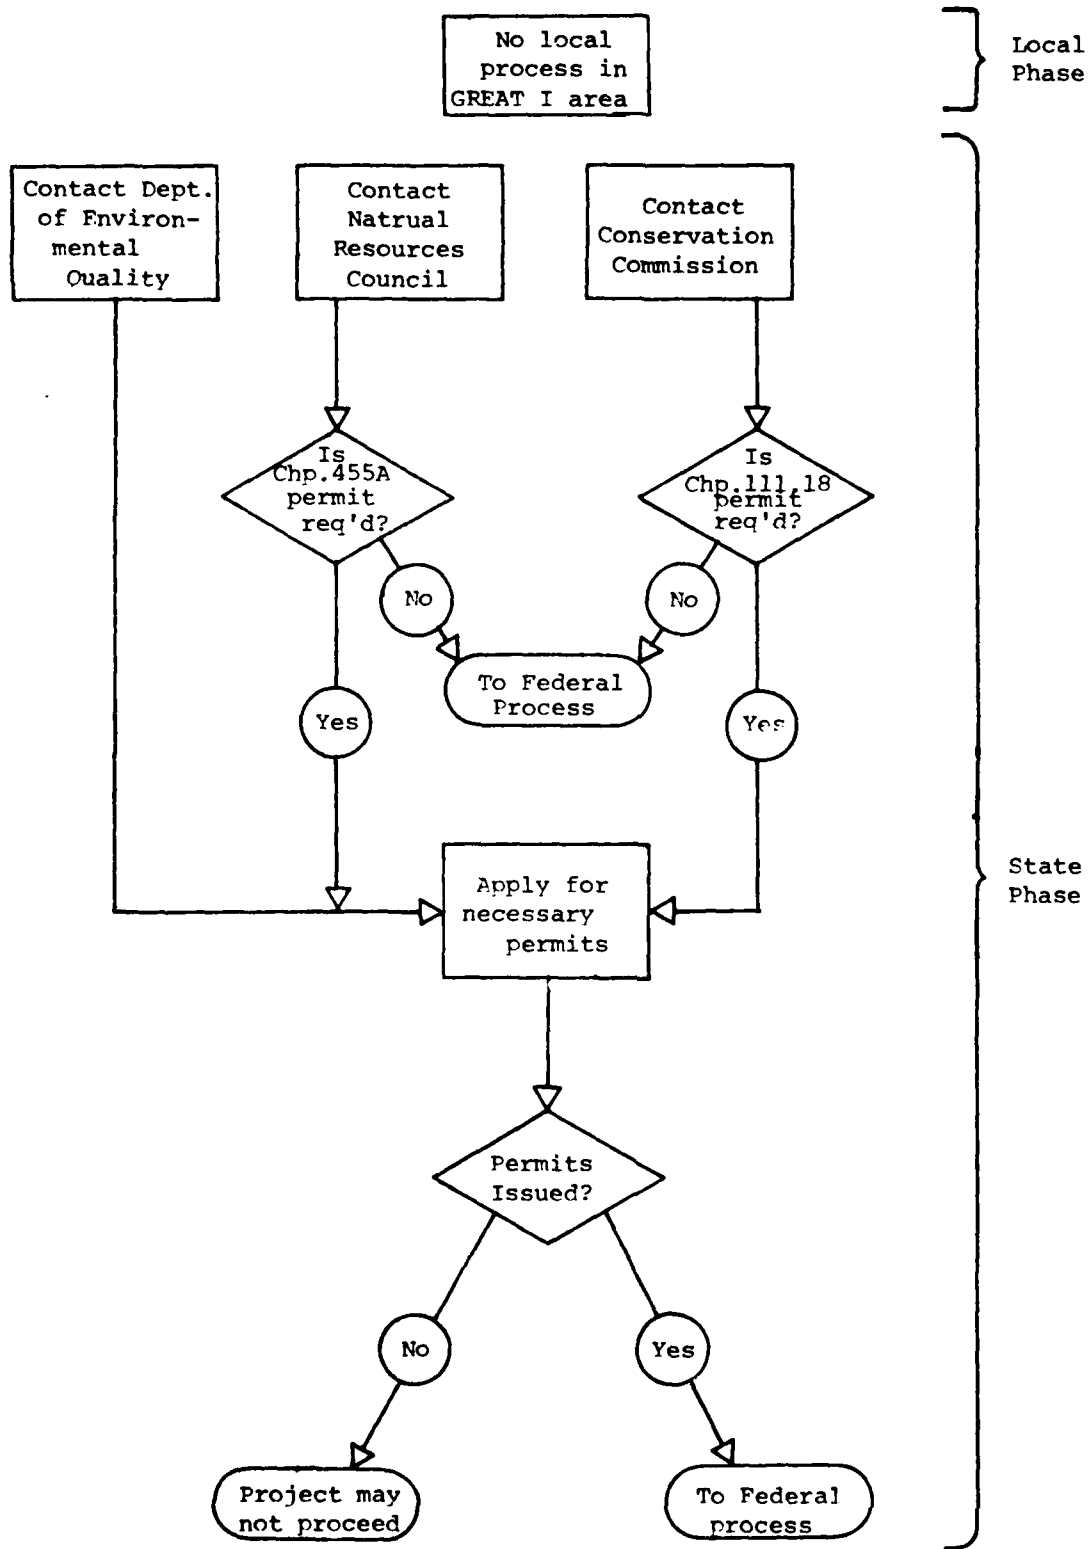 No local
process in
GREAT I area
Local
Phase
Contact Dept.
of Environ-
mental
Quality
Contact
Natrual
Resources
Council
Contact
Conservation
Commission
Is
Chp.455A
permit
req'd?
Is
Chp.111.18
permit
req'd?
No
No
To Federal
Process
Yes
Yes
Apply for
necessary
permits
State
Phase
Permits
Issued?
No
Yes
Project may
not proceed
To Federal
process